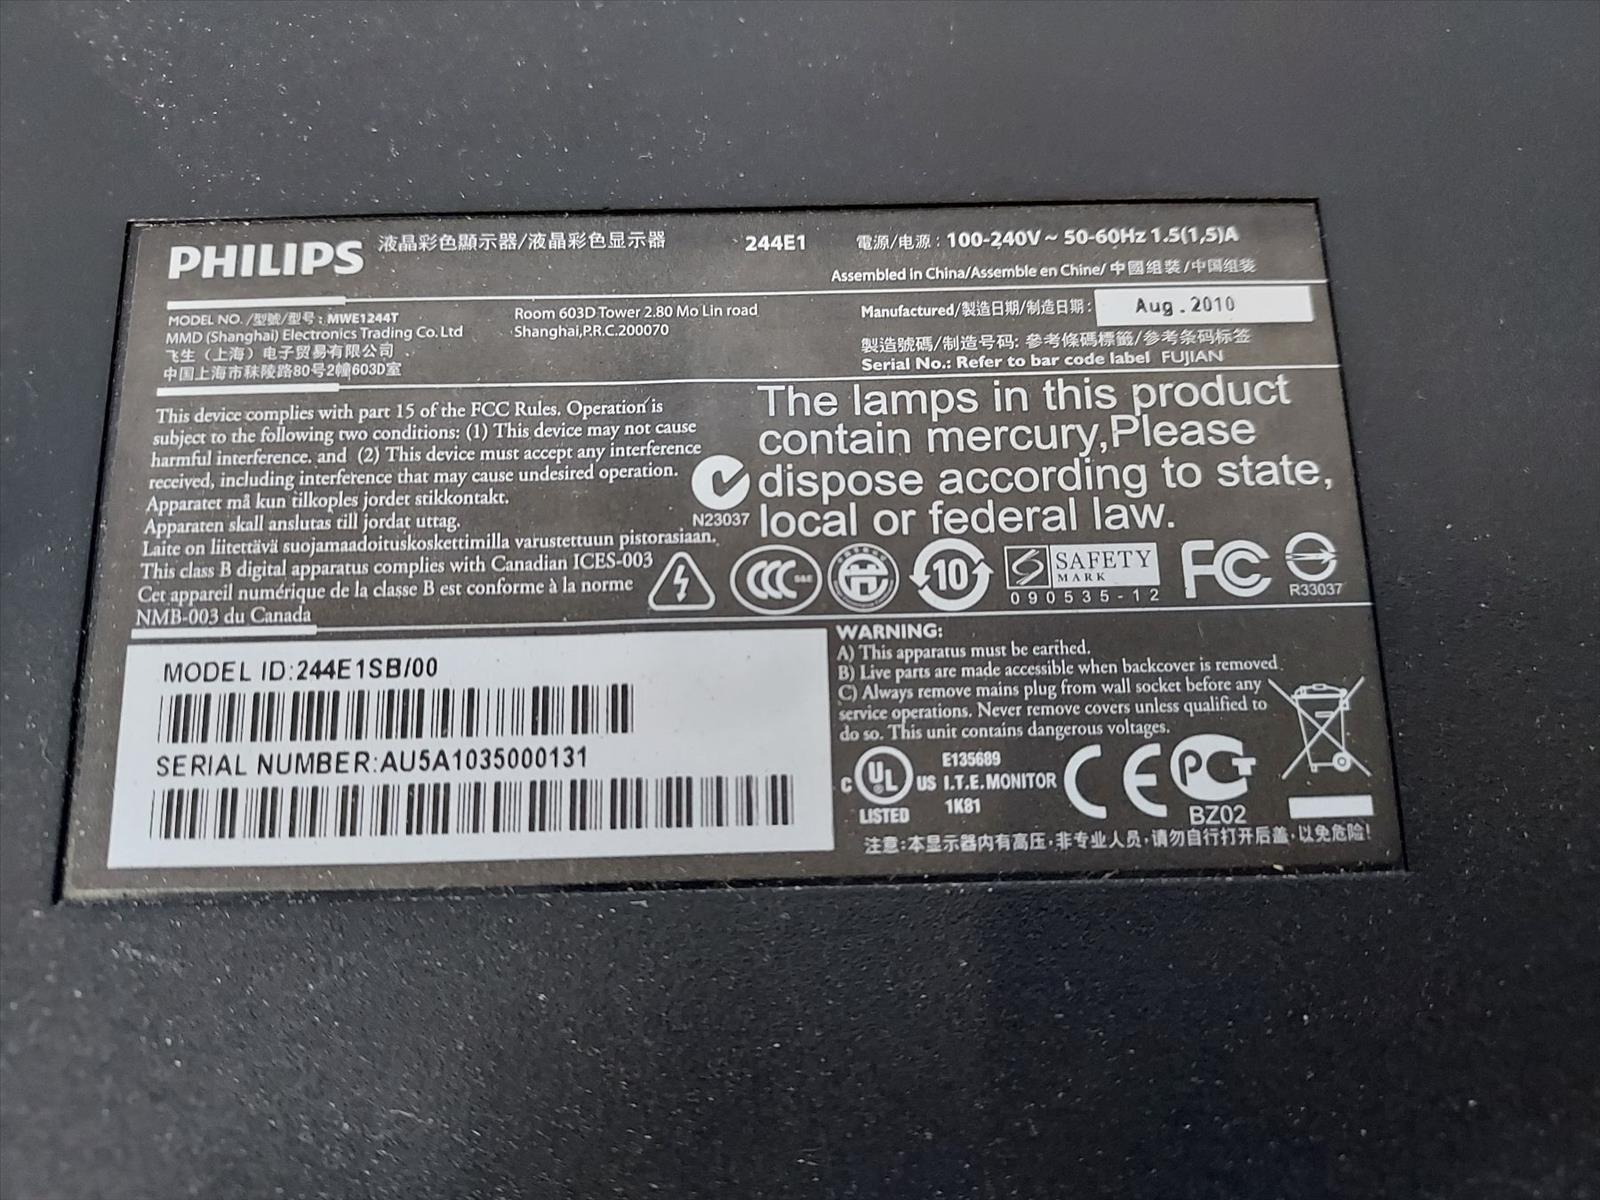 PHILIPS 液晶彩色顯示器/液晶彩色显示器 244E1 電源/电源 : 100-240V ~ 50-60Hz 1.5(1,5)A
Assembled in China/Assemble en Chine/ 中國組裝/中国组装
MODEL NO. /型號/型号 : MWE1244T
MMD (Shanghai) Electronics Trading Co. Ltd
飞生（上海）电子贸易有限公司
中国上海市秣陵路80号2幢603D室
Room 603D Tower 2.80 Mo Lin road
Shanghai,P.R.C.200070
Manufactured/製造日期/制造日期 : Aug . 2010
製造號碼/制造号码: 參考條碼標籤/参考条码标签
Serial No.: Refer to bar code label FUJIAN
This device complies with part 15 of the FCC Rules. Operation is
subject to the following two conditions: (1) This device may not cause
harmful interference. and (2) This device must accept any interference
received, including interference that may cause undesired operation.
Apparatet må kun tilkoples jordet stikkontakt.
Apparaten skall anslutas till jordat uttag.
Laite on liitettävä suojamaadoituskoskettimilla varustettuun pistorasiaan.
This class B digital apparatus complies with Canadian ICES-003
Cet appareil numérique de la classe B est conforme à la norme
NMB-003 du Canada
The lamps in this product
contain mercury,Please
dispose according to state,
local or federal law.
N23037
CCC S&E
10
S SAFETY
MARK
090535-12
FC
R33037
MODEL ID:244E1SB/00
SERIAL NUMBER:AU5A1035000131
WARNING:
A) This apparatus must be earthed.
B) Live parts are made accessible when backcover is removed
C) Always remove mains plug from wall socket before any
service operations. Never remove covers unless qualified to
do so. This unit contains dangerous voltages.
C UL US
LISTED
E135689
I.T.E. MONITOR
1K81
CE
PCT
BZ02
注意:本显示器内有高压,非专业人员,请勿自行打开后盖,以免危险!